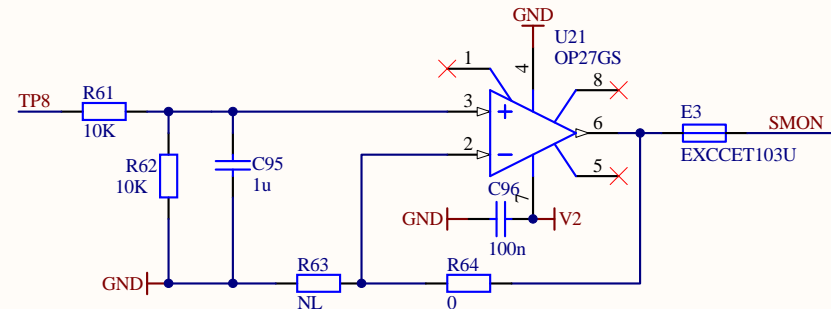 GND
U21
OP27GS
1
4
8
TP8
R61
10K
3
6
E3
SMON
EXCCET103U
2
5
R62
10K
C95
1u
C96
7
GND
V2
100n
GND
R63
NL
R64
0